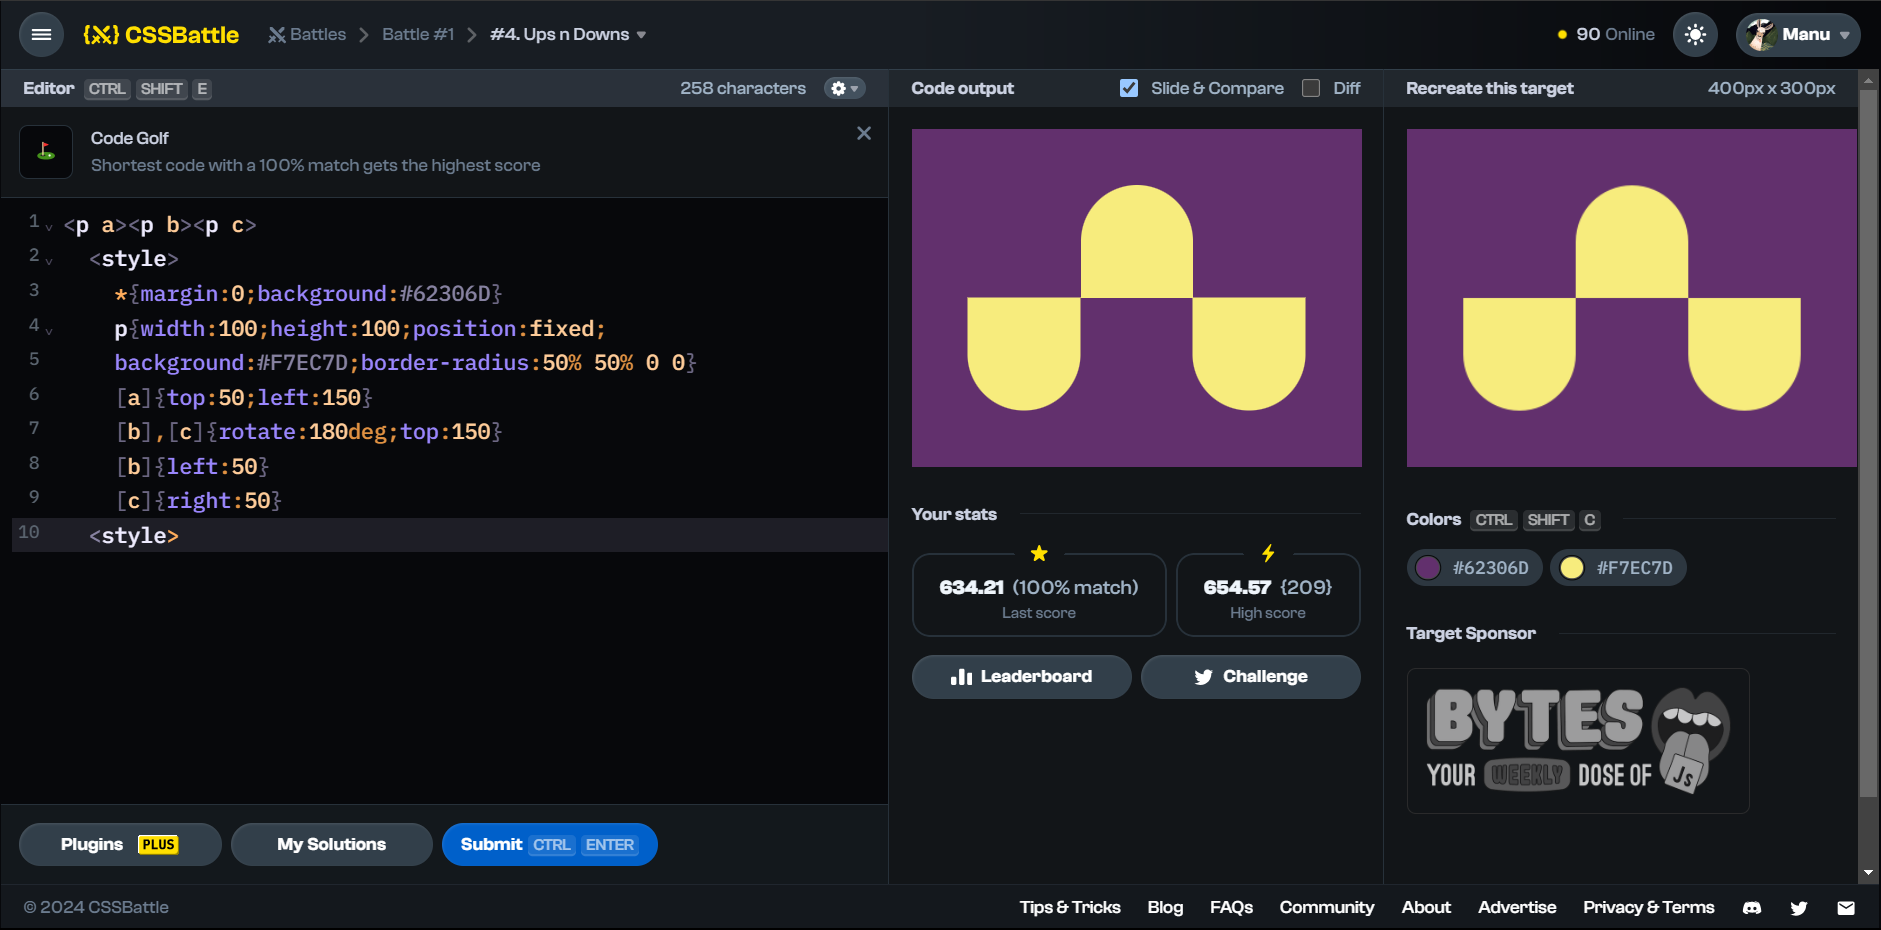 {X} CSSBattle
Battles
Battle #1
#4. Ups n Downs
90 Online
Manu
Editor CTRL SHIFT E
258 characters
Code output
Slide & Compare
Diff
Recreate this target
400px x 300px
Code Golf
Shortest code with a 100% match gets the highest score
1 <p a><p b><p c>
2 <style>
3 *{margin:0;background:#62306D}
4 p{width:100;height:100;position:fixed;
5 background:#F7EC7D;border-radius:50% 50% 0 0}
6 [a]{top:50;left:150}
7 [b],[c]{rotate:180deg;top:150}
8 [b]{left:50}
9 [c]{right:50}
10 <style>
Your stats
634.21 (100% match)
Last score
654.57 {209}
High score
Leaderboard
Challenge
Colors CTRL SHIFT C
#62306D
#F7EC7D
Target Sponsor
BYTES
YOUR WEEKLY DOSE OF JS
Plugins PLUS
My Solutions
Submit CTRL ENTER
© 2024 CSSBattle
Tips & Tricks
Blog
FAQs
Community
About
Advertise
Privacy & Terms